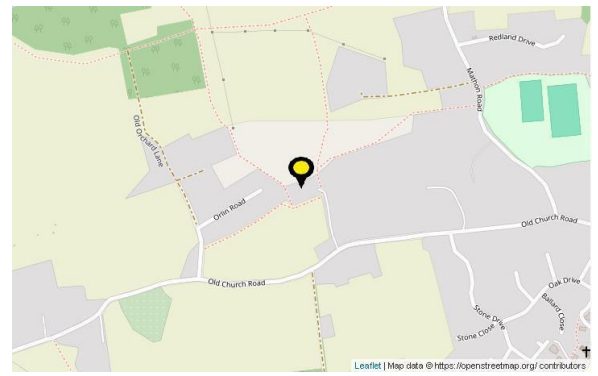 Redland Drive
Mathon Road
Old Orchard Lane
Orlin Road
Old Church Road
Old Church Road
Oak Drive
Ballard Close
Stone Drive
Stone Close
Leaflet | Map data © https://openstreetmap.org/ contributors